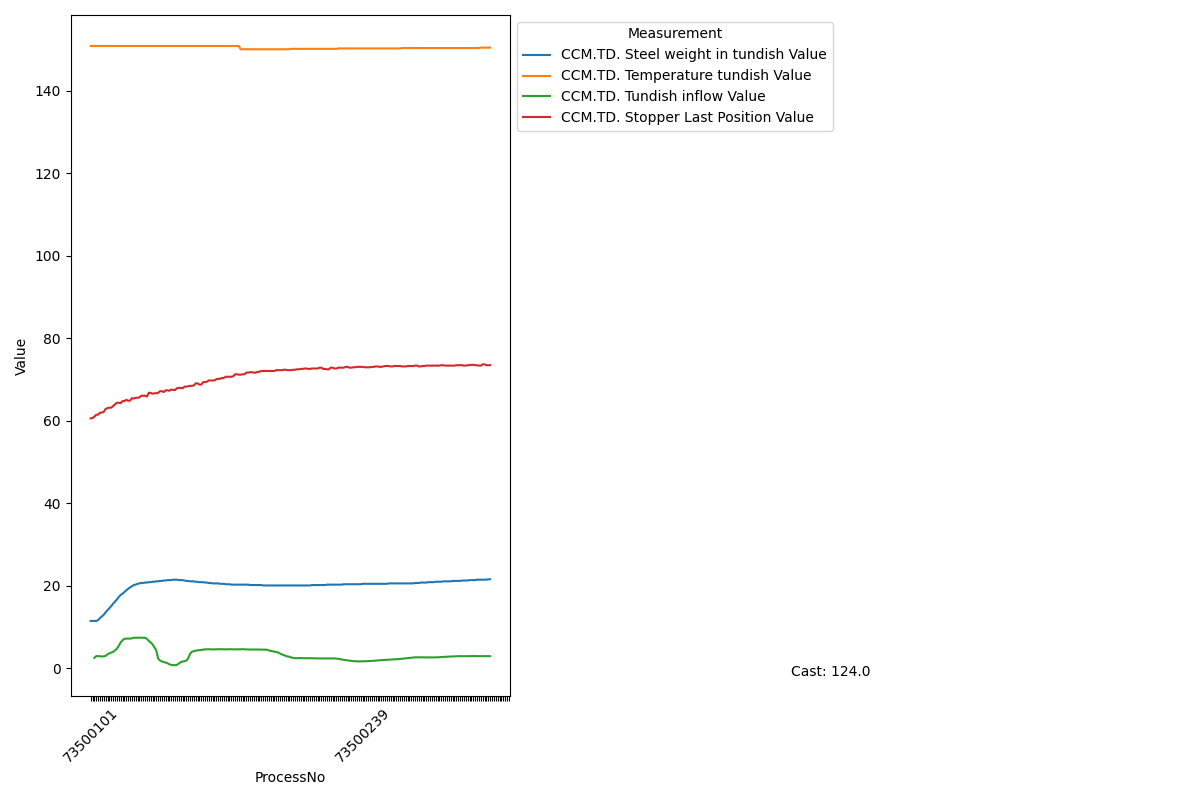 Measurement
CCM.TD. Steel weight in tundish Value
CCM.TD. Temperature tundish Value
CCM.TD. Tundish inflow Value
CCM.TD. Stopper Last Position Value
140
120
100
80
60
40
20
0
Value
73500101
73500239
ProcessNo
Cast: 124.0